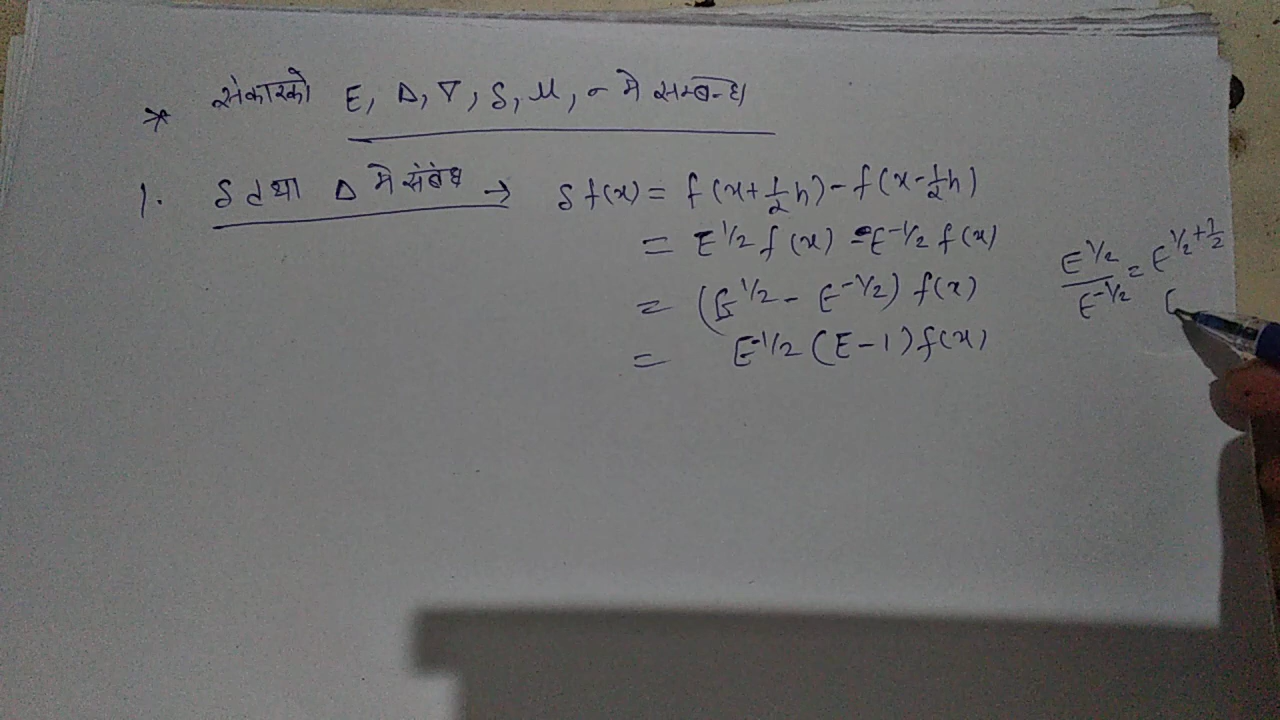 * संकारको E, Δ, ∇, δ, μ, σ मे सम्बन्ध
1. δ तथा Δ मे संबंध → δ f(x) = f(x+½h) - f(x-½h)
= E^1/2 f(x) - E^-1/2 f(x)
= (E^1/2 - E^-1/2) f(x)
= E^-1/2 (E-1) f(x)
E^1/2 / E^-1/2 = E^1/2+1/2